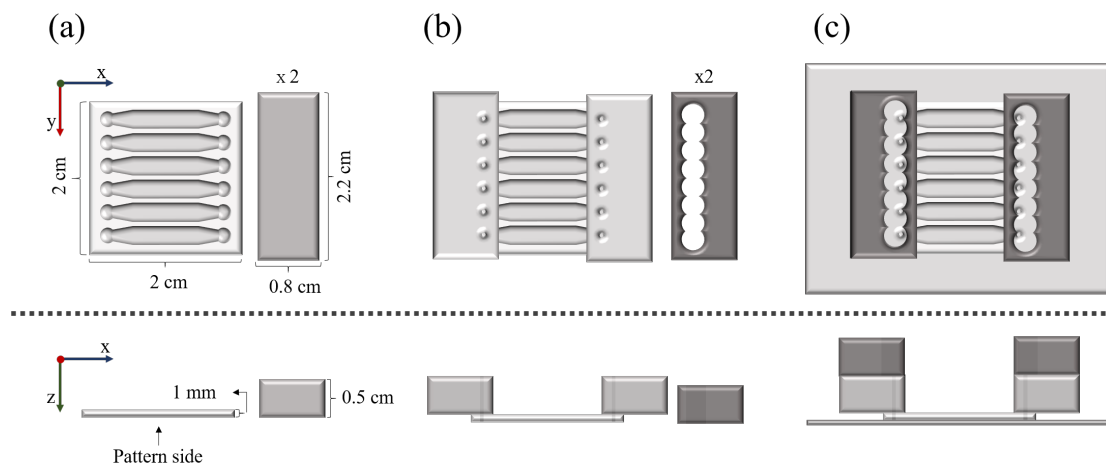 (a)
(b)
(c)
x
x 2
x2
y
2 cm
2.2 cm
2 cm
0.8 cm
x
z
1 mm
0.5 cm
Pattern side